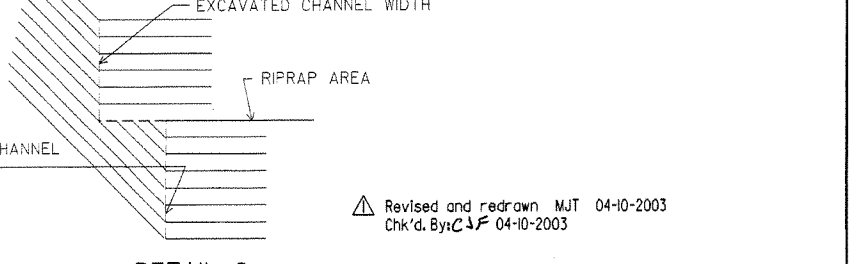 EXCAVATED CHANNEL WIDTH
RIPRAP AREA
HANNEL
Revised and redrawn MJT 04-10-2003
Chk'd. By: CJF 04-10-2003